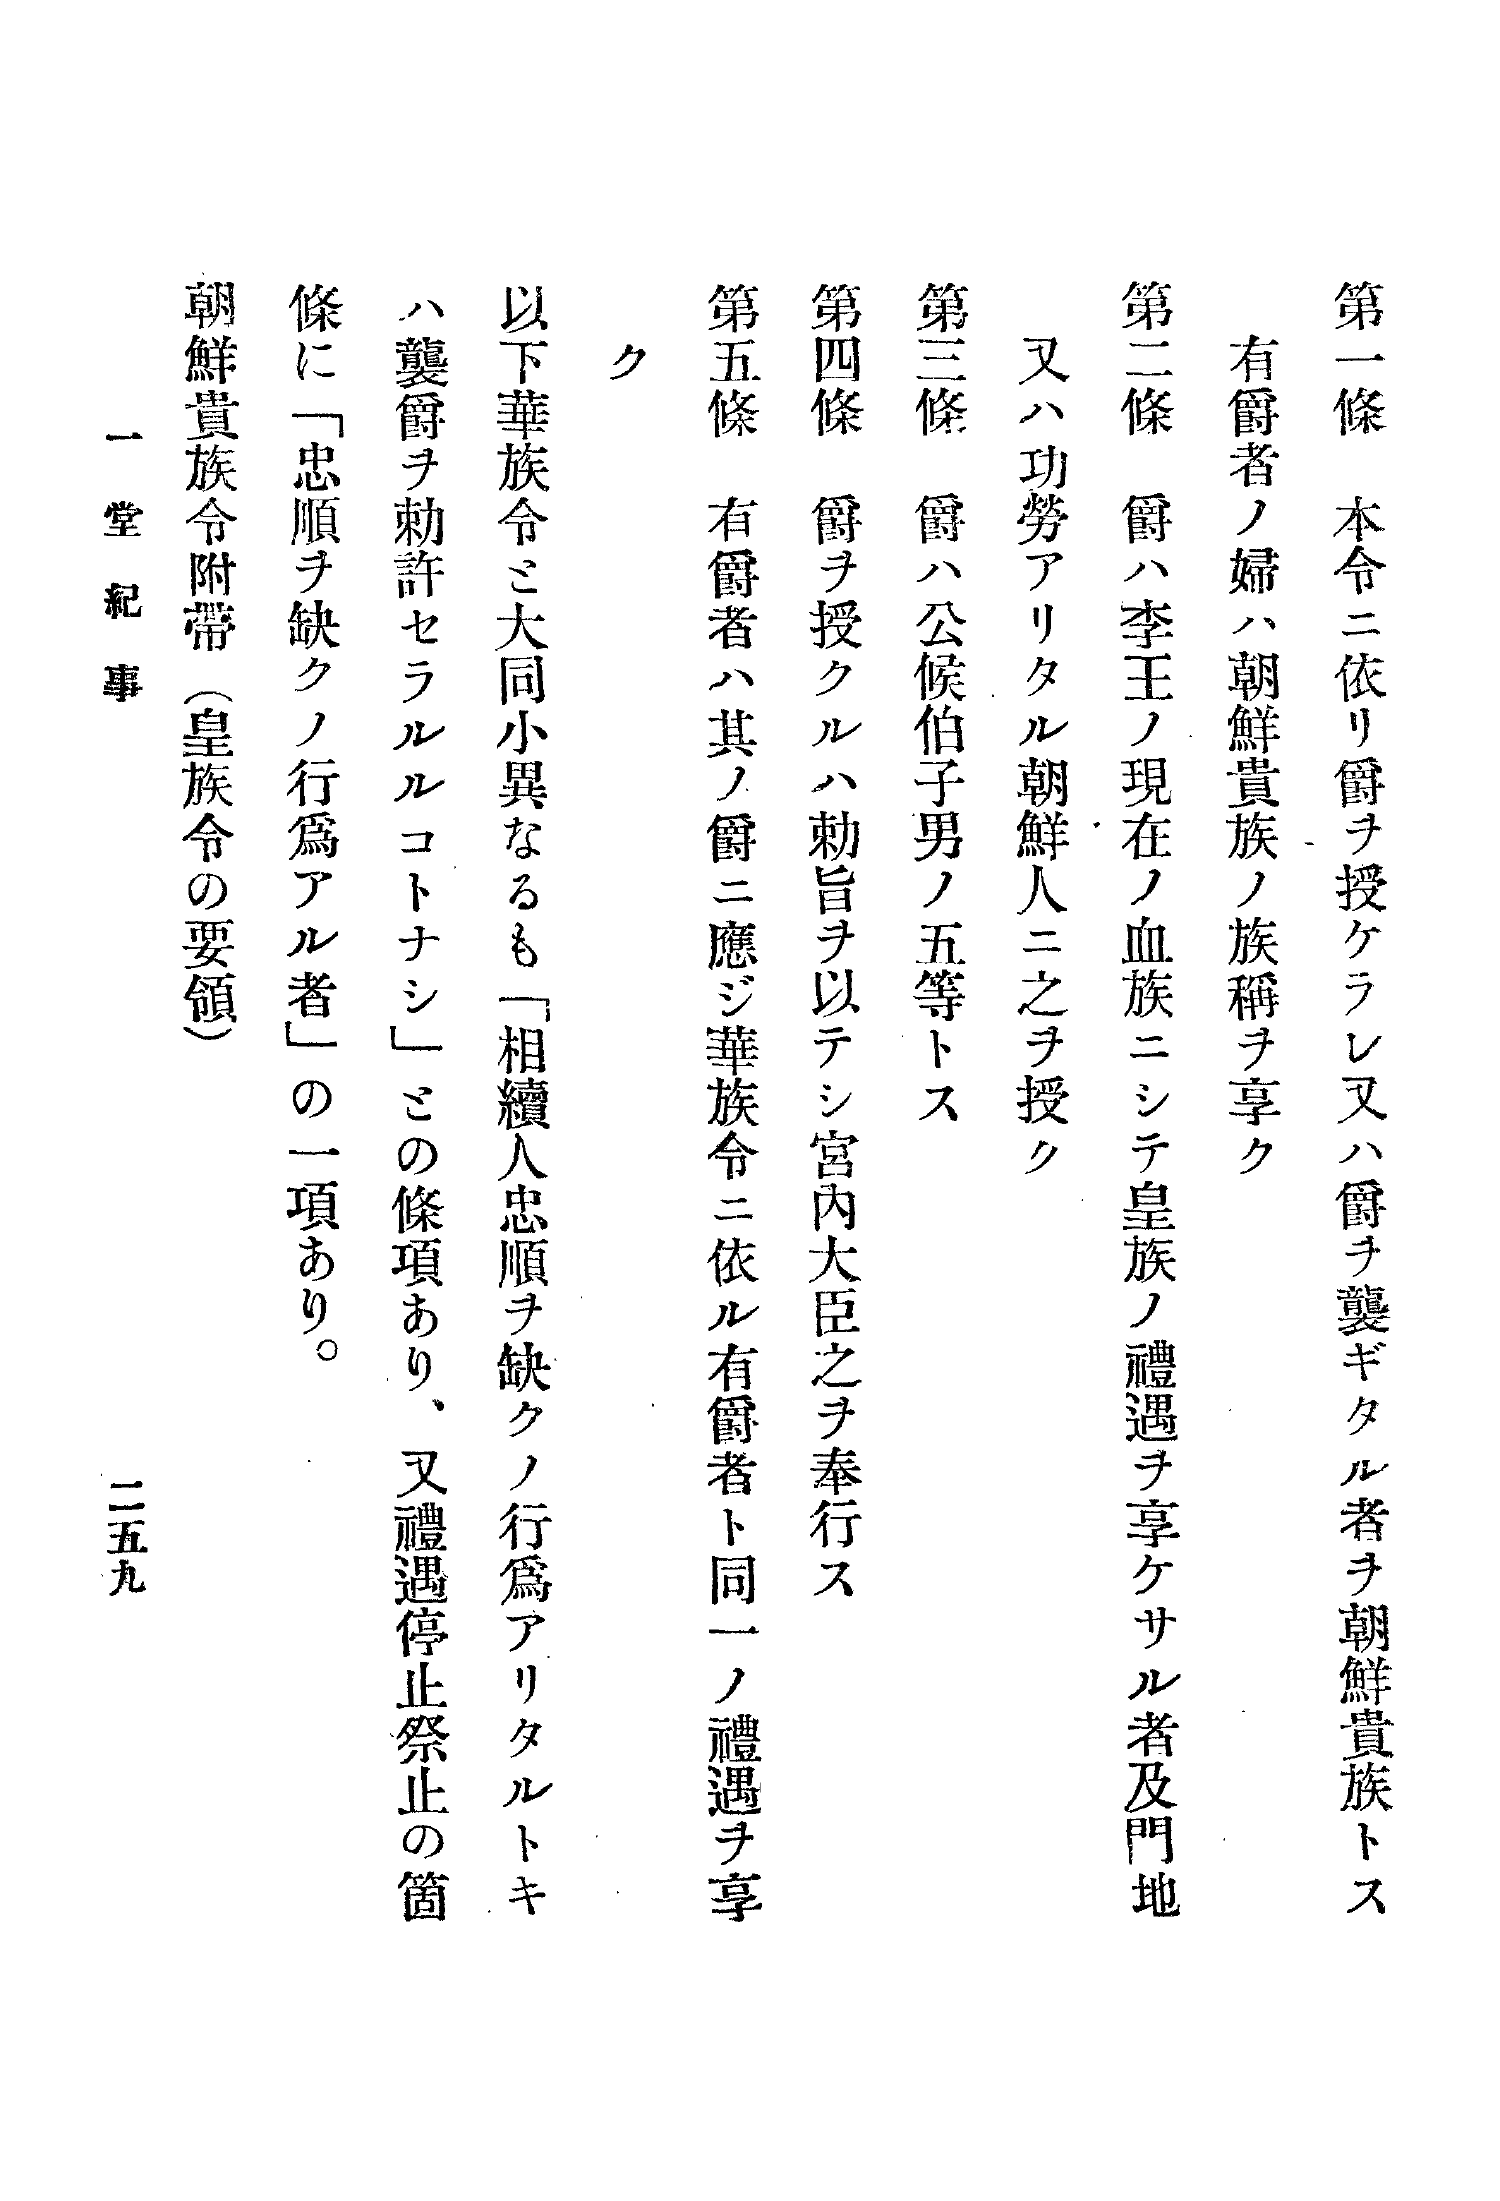 第一條　本令ニ依リ爵ヲ授ケラレ又ハ爵ヲ襲ギタル者ヲ朝鮮貴族トス
有爵者ノ婦ハ朝鮮貴族ノ族稱ヲ享ク
第二條　爵ハ李王ノ現在ノ血族ニシテ皇族ノ禮遇ヲ享ケサル者及門地
又ハ功勞アリタル朝鮮人ニ之ヲ授ク
第三條　爵ハ公候伯子男ノ五等トス
第四條　爵ヲ授クルハ勅旨ヲ以テシ宮內大臣之ヲ奉行ス
第五條　有爵者ハ其ノ爵ニ應ジ華族令ニ依ル有爵者ト同一ノ禮遇ヲ享
ク
以下華族令と大同小異なるも「相續人忠順ヲ缺クノ行爲アリタルトキ
ハ襲爵ヲ勅許セラルルコトナシ」との條項あり、又禮遇停止祭止の箇
條に「忠順ヲ缺クノ行爲アル者」の一項あり。
朝鮮貴族令附帶（皇族令の要領）
一堂紀事
二五九